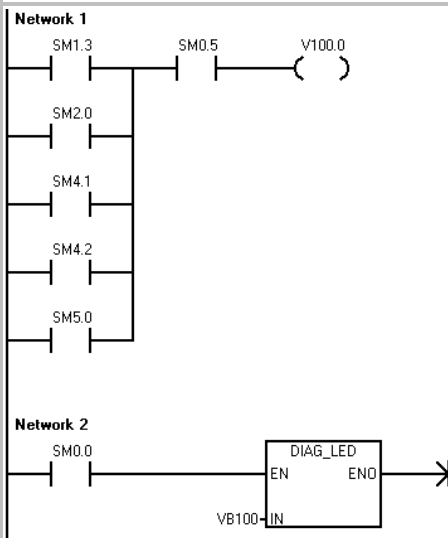 Network 1
SM1.3 SM0.5 V100.0
SM2.0
SM4.1
SM4.2
SM5.0
Network 2
SM0.0 DIAG_LED
EN ENO
VB100 IN